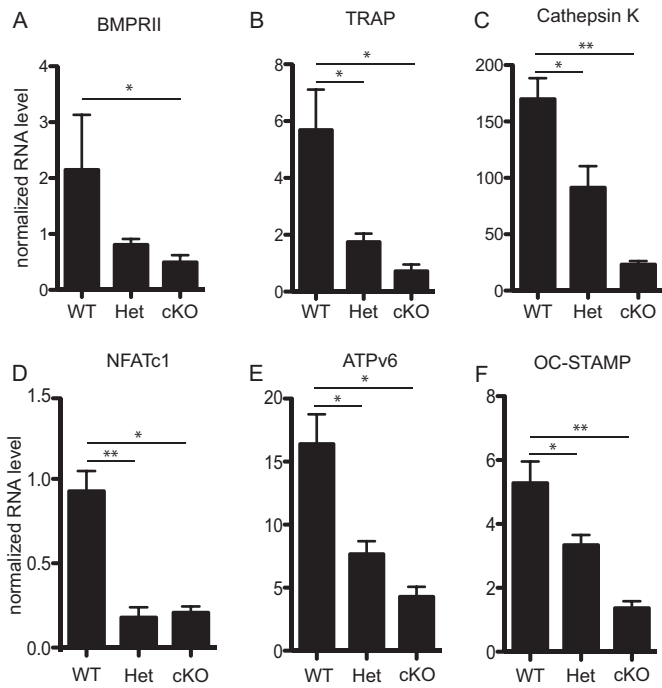 A BMPRII
normalized RNA level
4
3
2
1
0
*
WT Het cKO
B TRAP
8
6
4
2
0
*
*
WT Het cKO
C Cathepsin K
200
150
100
50
0
**
*
WT Het cKO
D NFATc1
normalized RNA level
1.5
1.0
0.5
0.0
*
**
WT Het cKO
E ATPv6
20
15
10
5
0
*
*
WT Het cKO
F OC-STAMP
8
6
4
2
0
**
*
WT Het cKO